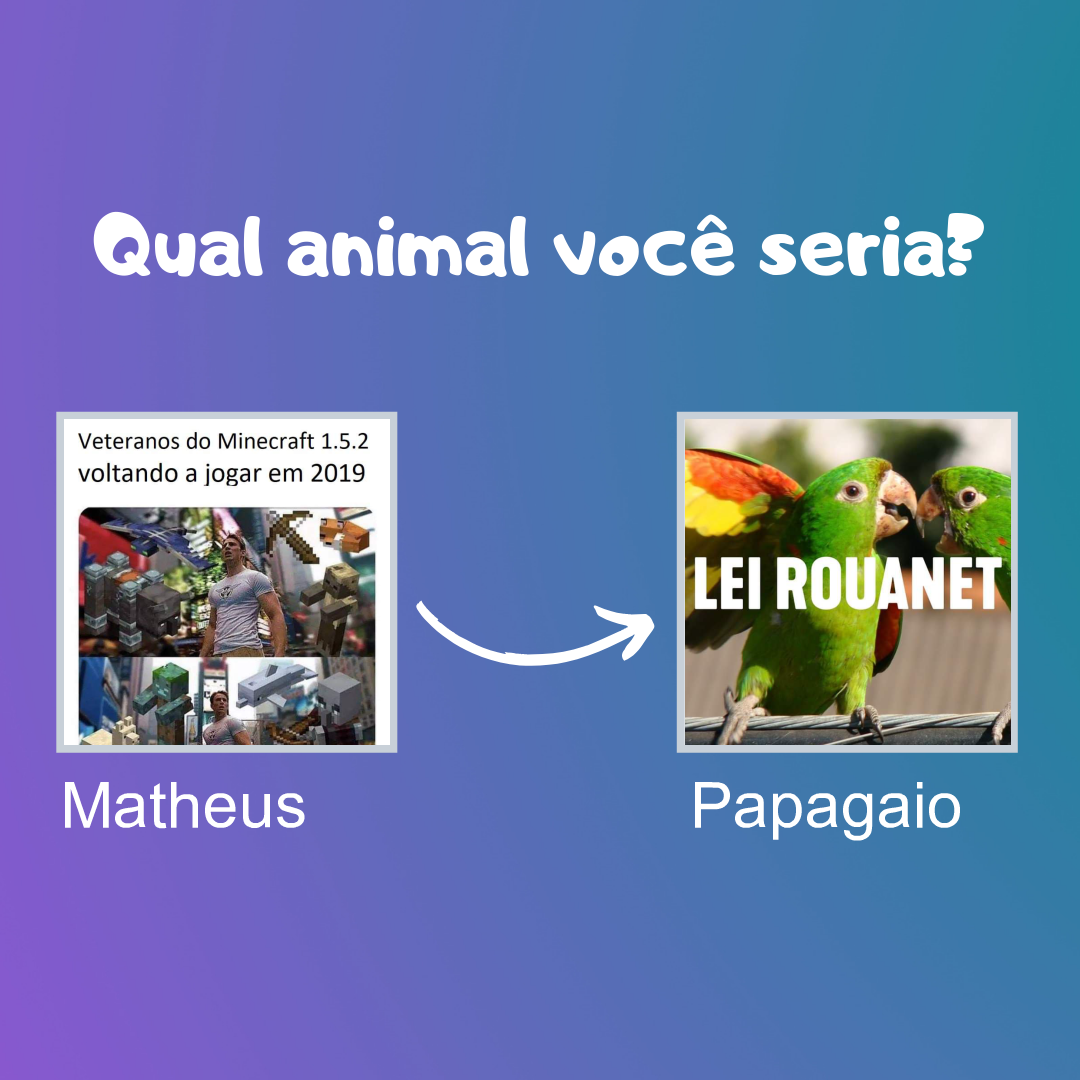 Qual animal você seria?
Veteranos do Minecraft 1.5.2
voltando a jogar em 2019
LEI ROUANET
Matheus
Papagaio